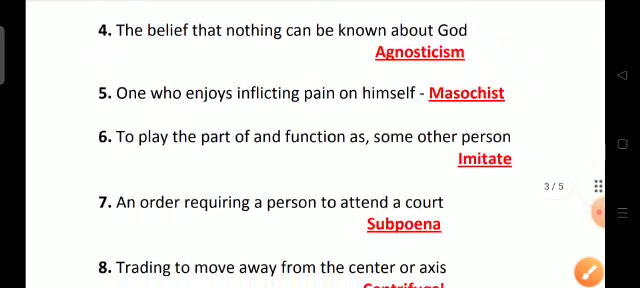 4. The belief that nothing can be known about God
Agnosticism
5. One who enjoys inflicting pain on himself - Masochist
6. To play the part of and function as, some other person
Imitate
3 / 5
7. An order requiring a person to attend a court
Subpoena
8. Trading to move away from the center or axis
Centrifugal